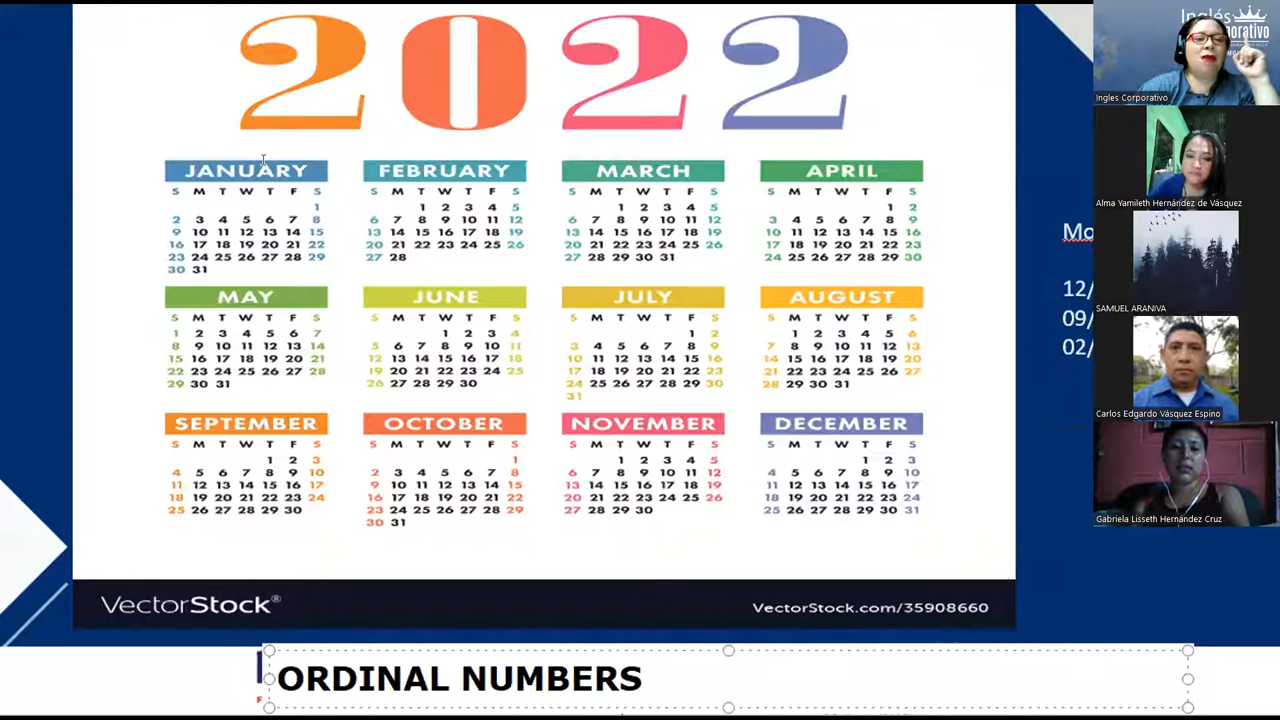 2022
JANUARY FEBRUARY MARCH APRIL
S M T W T F S S M T W T F S S M T W T F S S M T W T F S
1 1 2 3 4 5 1 2 3 4 5 1 2
2 3 4 5 6 7 8 6 7 8 9 10 11 12 6 7 8 9 10 11 12 3 4 5 6 7 8 9
9 10 11 12 13 14 15 13 14 15 16 17 18 19 13 14 15 16 17 18 19 10 11 12 13 14 15 16
16 17 18 19 20 21 22 20 21 22 23 24 25 26 20 21 22 23 24 25 26 17 18 19 20 21 22 23
23 24 25 26 27 28 29 27 28 27 28 29 30 31 24 25 26 27 28 29 30
30 31
MAY JUNE JULY AUGUST
S M T W T F S S M T W T F S S M T W T F S S M T W T F S
1 2 3 4 5 6 7 1 2 3 4 1 2 1 2 3 4 5 6
8 9 10 11 12 13 14 5 6 7 8 9 10 11 3 4 5 6 7 8 9 7 8 9 10 11 12 13
15 16 17 18 19 20 21 12 13 14 15 16 17 18 10 11 12 13 14 15 16 14 15 16 17 18 19 20
22 23 24 25 26 27 28 19 20 21 22 23 24 25 17 18 19 20 21 22 23 21 22 23 24 25 26 27
29 30 31 26 27 28 29 30 24 25 26 27 28 29 30 28 29 30 31
31
SEPTEMBER OCTOBER NOVEMBER DECEMBER
S M T W T F S S M T W T F S S M T W T F S S M T W T F S
1 2 3 1 1 2 3 4 5 1 2 3
4 5 6 7 8 9 10 2 3 4 5 6 7 8 6 7 8 9 10 11 12 4 5 6 7 8 9 10
11 12 13 14 15 16 17 9 10 11 12 13 14 15 13 14 15 16 17 18 19 11 12 13 14 15 16 17
18 19 20 21 22 23 24 16 17 18 19 20 21 22 20 21 22 23 24 25 26 18 19 20 21 22 23 24
25 26 27 28 29 30 23 24 25 26 27 28 29 27 28 29 30 25 26 27 28 29 30 31
30 31
VectorStock® VectorStock.com/35908660
ORDINAL NUMBERS
Mo
12/
09/
02/
Inglés
Ingles Corporativo
Alma Yamileth Hernández de Vásquez
SAMUEL ARANIVA
Carlos Edgardo Vásquez Espino
Gabriela Lisseth Hernández Cruz